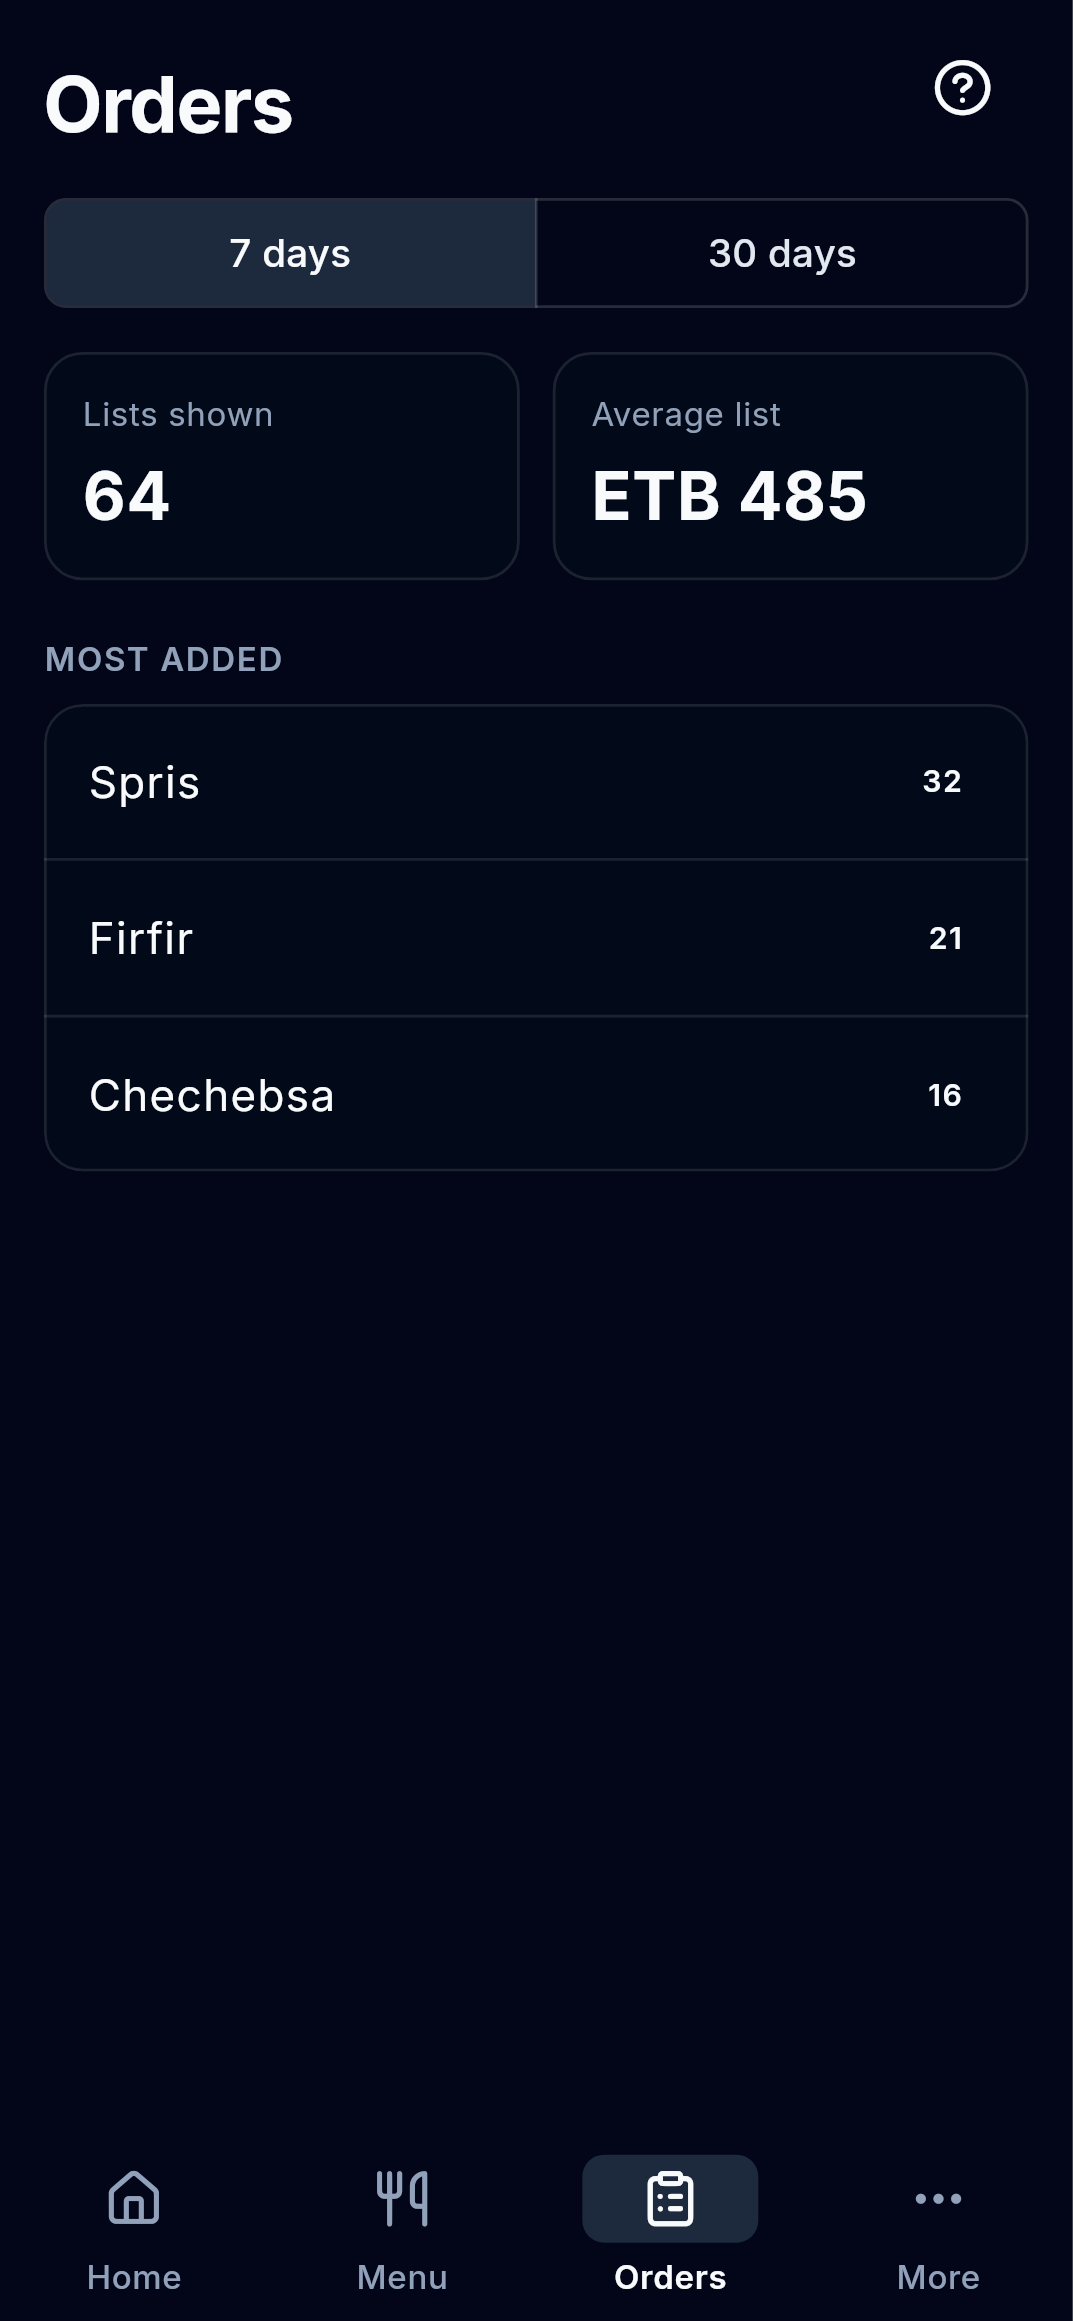 Orders
7 days
30 days
Lists shown
Average list
64
ETB 485
MOST ADDED
Spris 32
Firfir 21
Chechebsa 16
Home
Menu
Orders
More